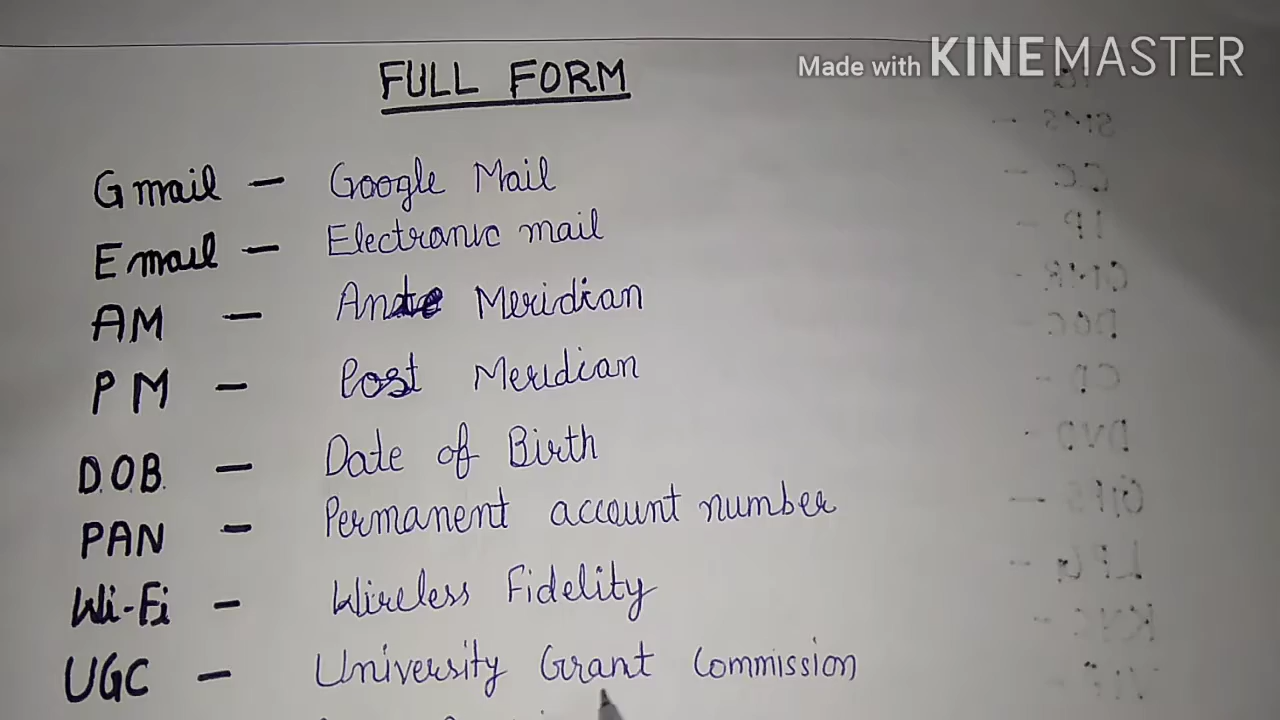 Made with KINEMASTER
FULL FORM
Gmail - Google Mail
Email - Electronic mail
AM - Ante Meridian
PM - Post Meridian
D.O.B. - Date of Birth
PAN - Permanent account number
Wi-Fi - Wireless Fidelity
UGC - University Grant Commission